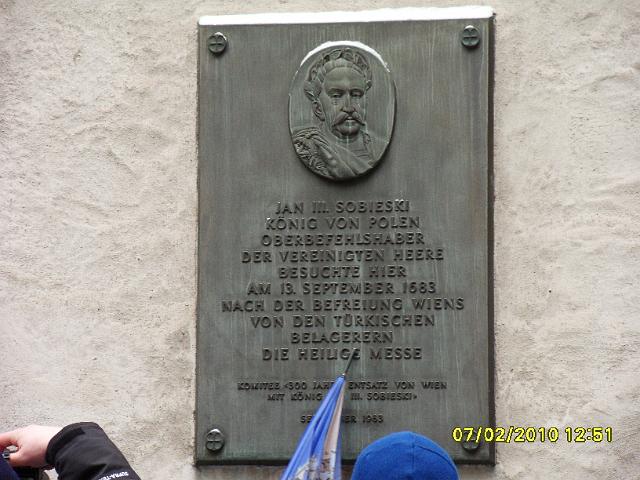 JAN III. SOBIESKI
KÖNIG VON POLEN
OBERBEFEHLSHABER
DER VEREINIGTEN HEERE
BESUCHTE HIER
AM 13. SEPTEMBER 1683
NACH DER BEFREIUNG WIENS
VON DEN TÜRKISCHEN
BELAGERERN
DIE HEILIGE MESSE
KOMITEE «300 ENTSATZ VON WIEN
MIT KÖNIG III. SOBIESKI»
1983
07/02/2010 12:51